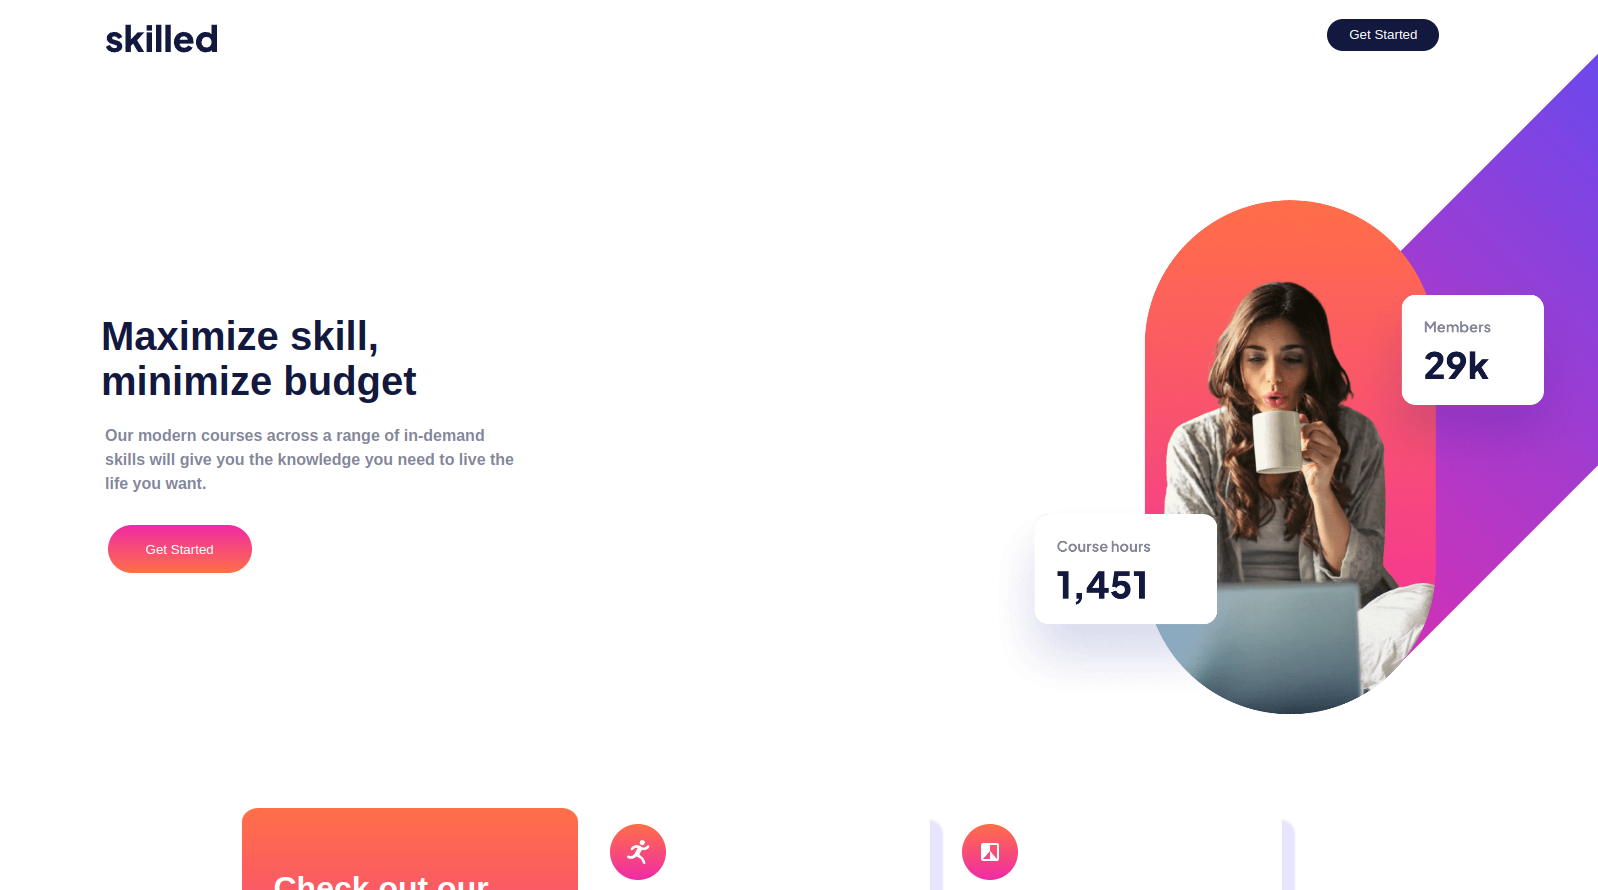 skilled
Get Started
Maximize skill,
minimize budget
Our modern courses across a range of in-demand
skills will give you the knowledge you need to live the
life you want.
Get Started
Members
29k
Course hours
1,451
Check out our